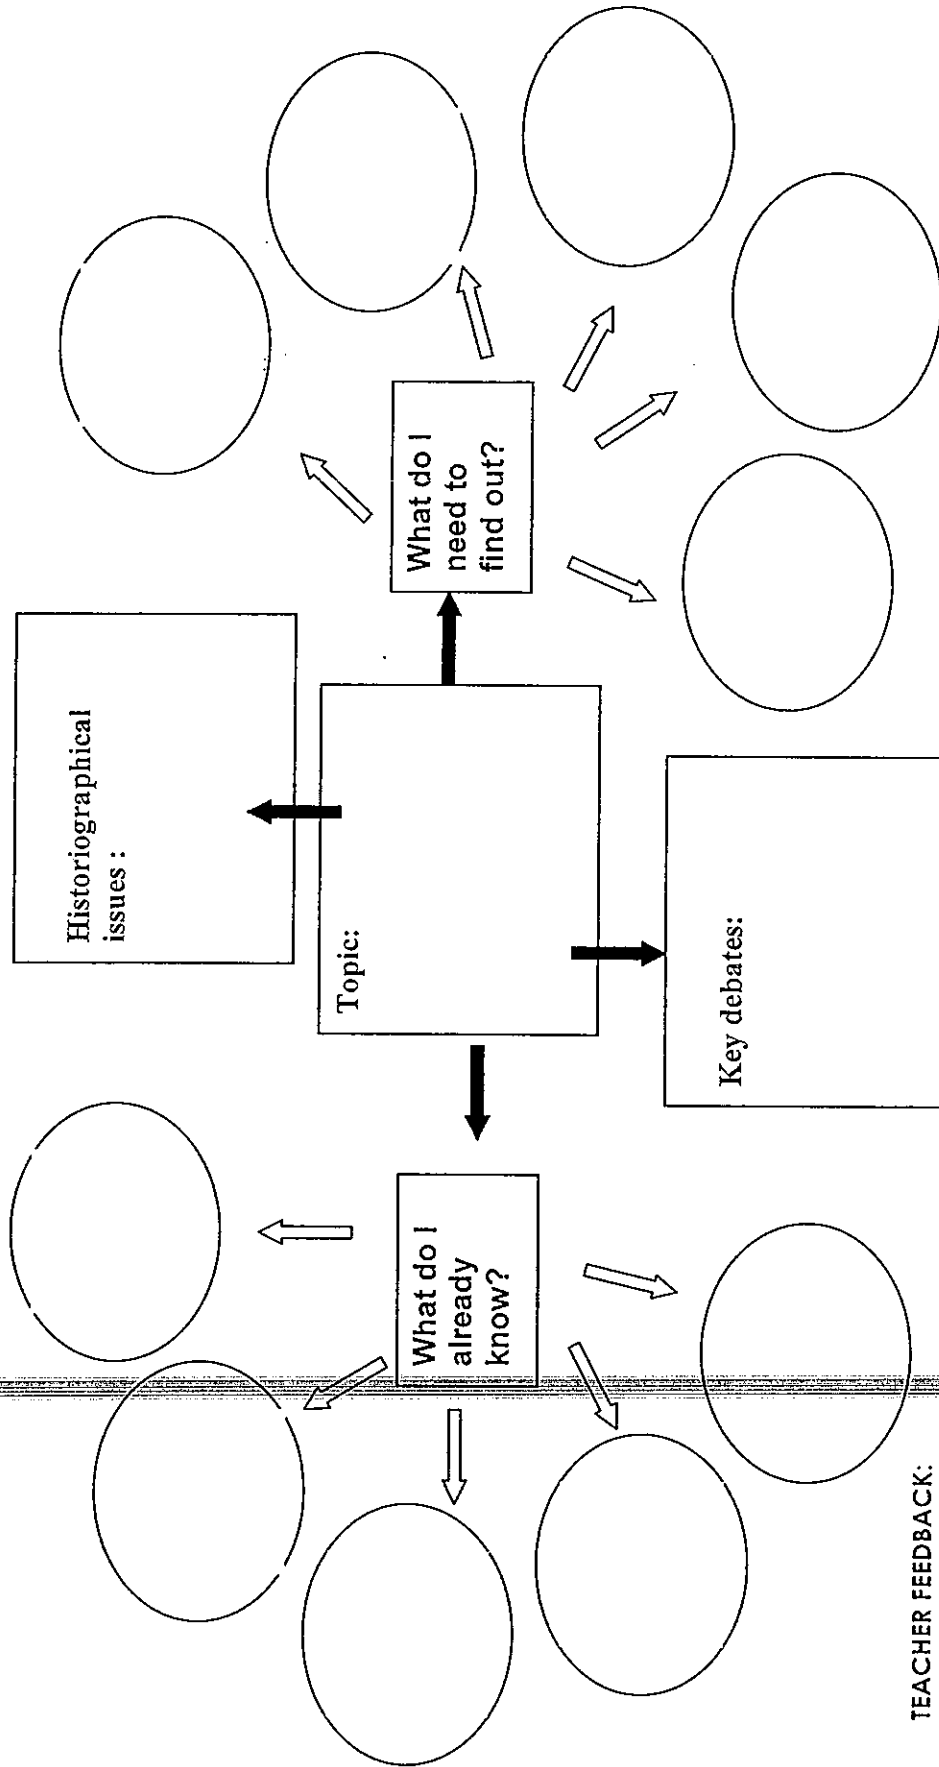 Historiographical
issues :
Topic:
What do I
already
know?
What do I
need to
find out?
Key debates:
TEACHER FEEDBACK: